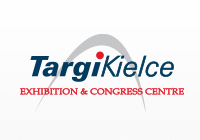 TargiKielce
EXHIBITION & CONGRESS CENTRE